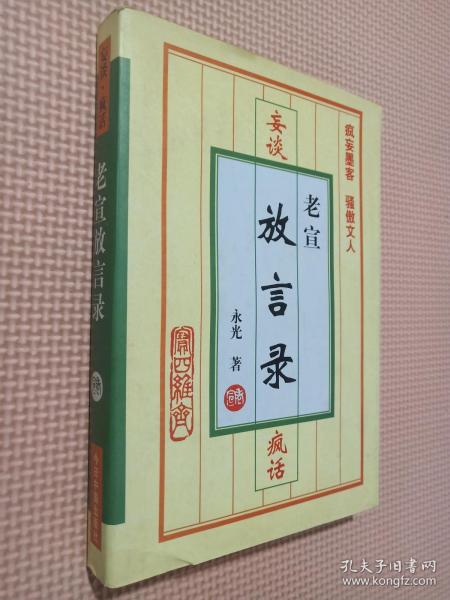 疯妄墨客 骚傲文人
妄谈
老宣
放言录
永光 著
疯话
妄谈·疯话
老宣放言录
孔夫子旧书网
www.kongfz.com